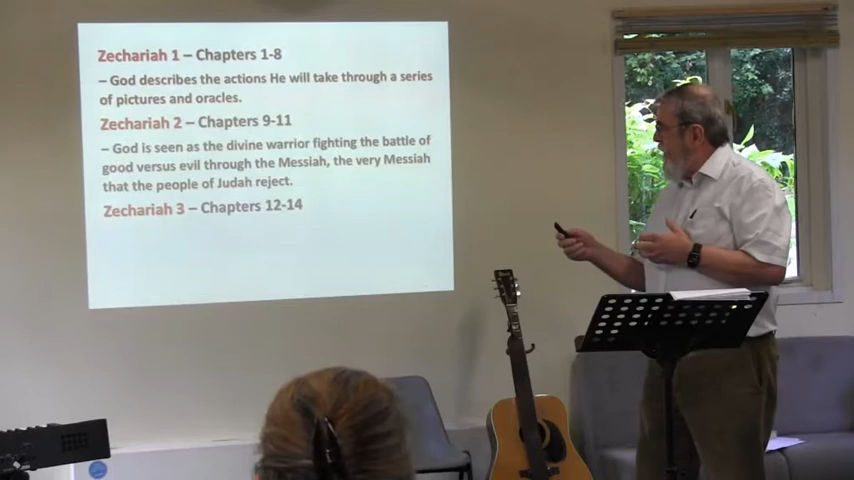 Zechariah 1 – Chapters 1-8
– God describes the Actions He will take through a series
of pictures and oracles.
Zechariah 2 – Chapters 9-11
– God is seen as the divine warrior fighting the battle of
good versus evil through the Messiah, the very Messiah
that the people of Judah reject.
Zechariah 3 – Chapters 12-14